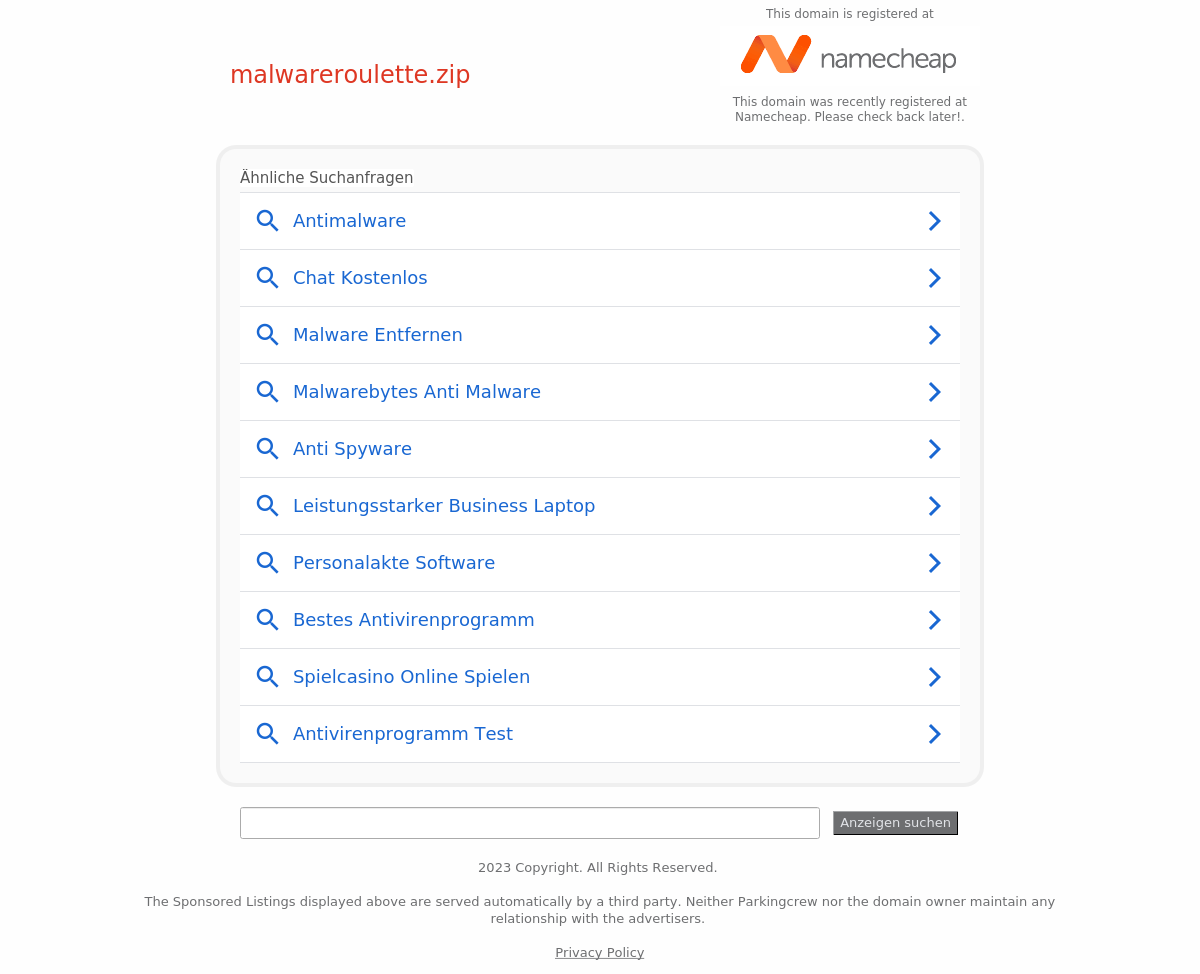 This domain is registered at
namecheap
malwareroulette.zip
This domain was recently registered at
Namecheap. Please check back later!.
Ähnliche Suchanfragen
Antimalware
Chat Kostenlos
Malware Entfernen
Malwarebytes Anti Malware
Anti Spyware
Leistungsstarker Business Laptop
Personalakte Software
Bestes Antivirenprogramm
Spielcasino Online Spielen
Antivirenprogramm Test
Anzeigen suchen
2023 Copyright. All Rights Reserved.
The Sponsored Listings displayed above are served automatically by a third party. Neither Parkingcrew nor the domain owner maintain any
relationship with the advertisers.
Privacy Policy